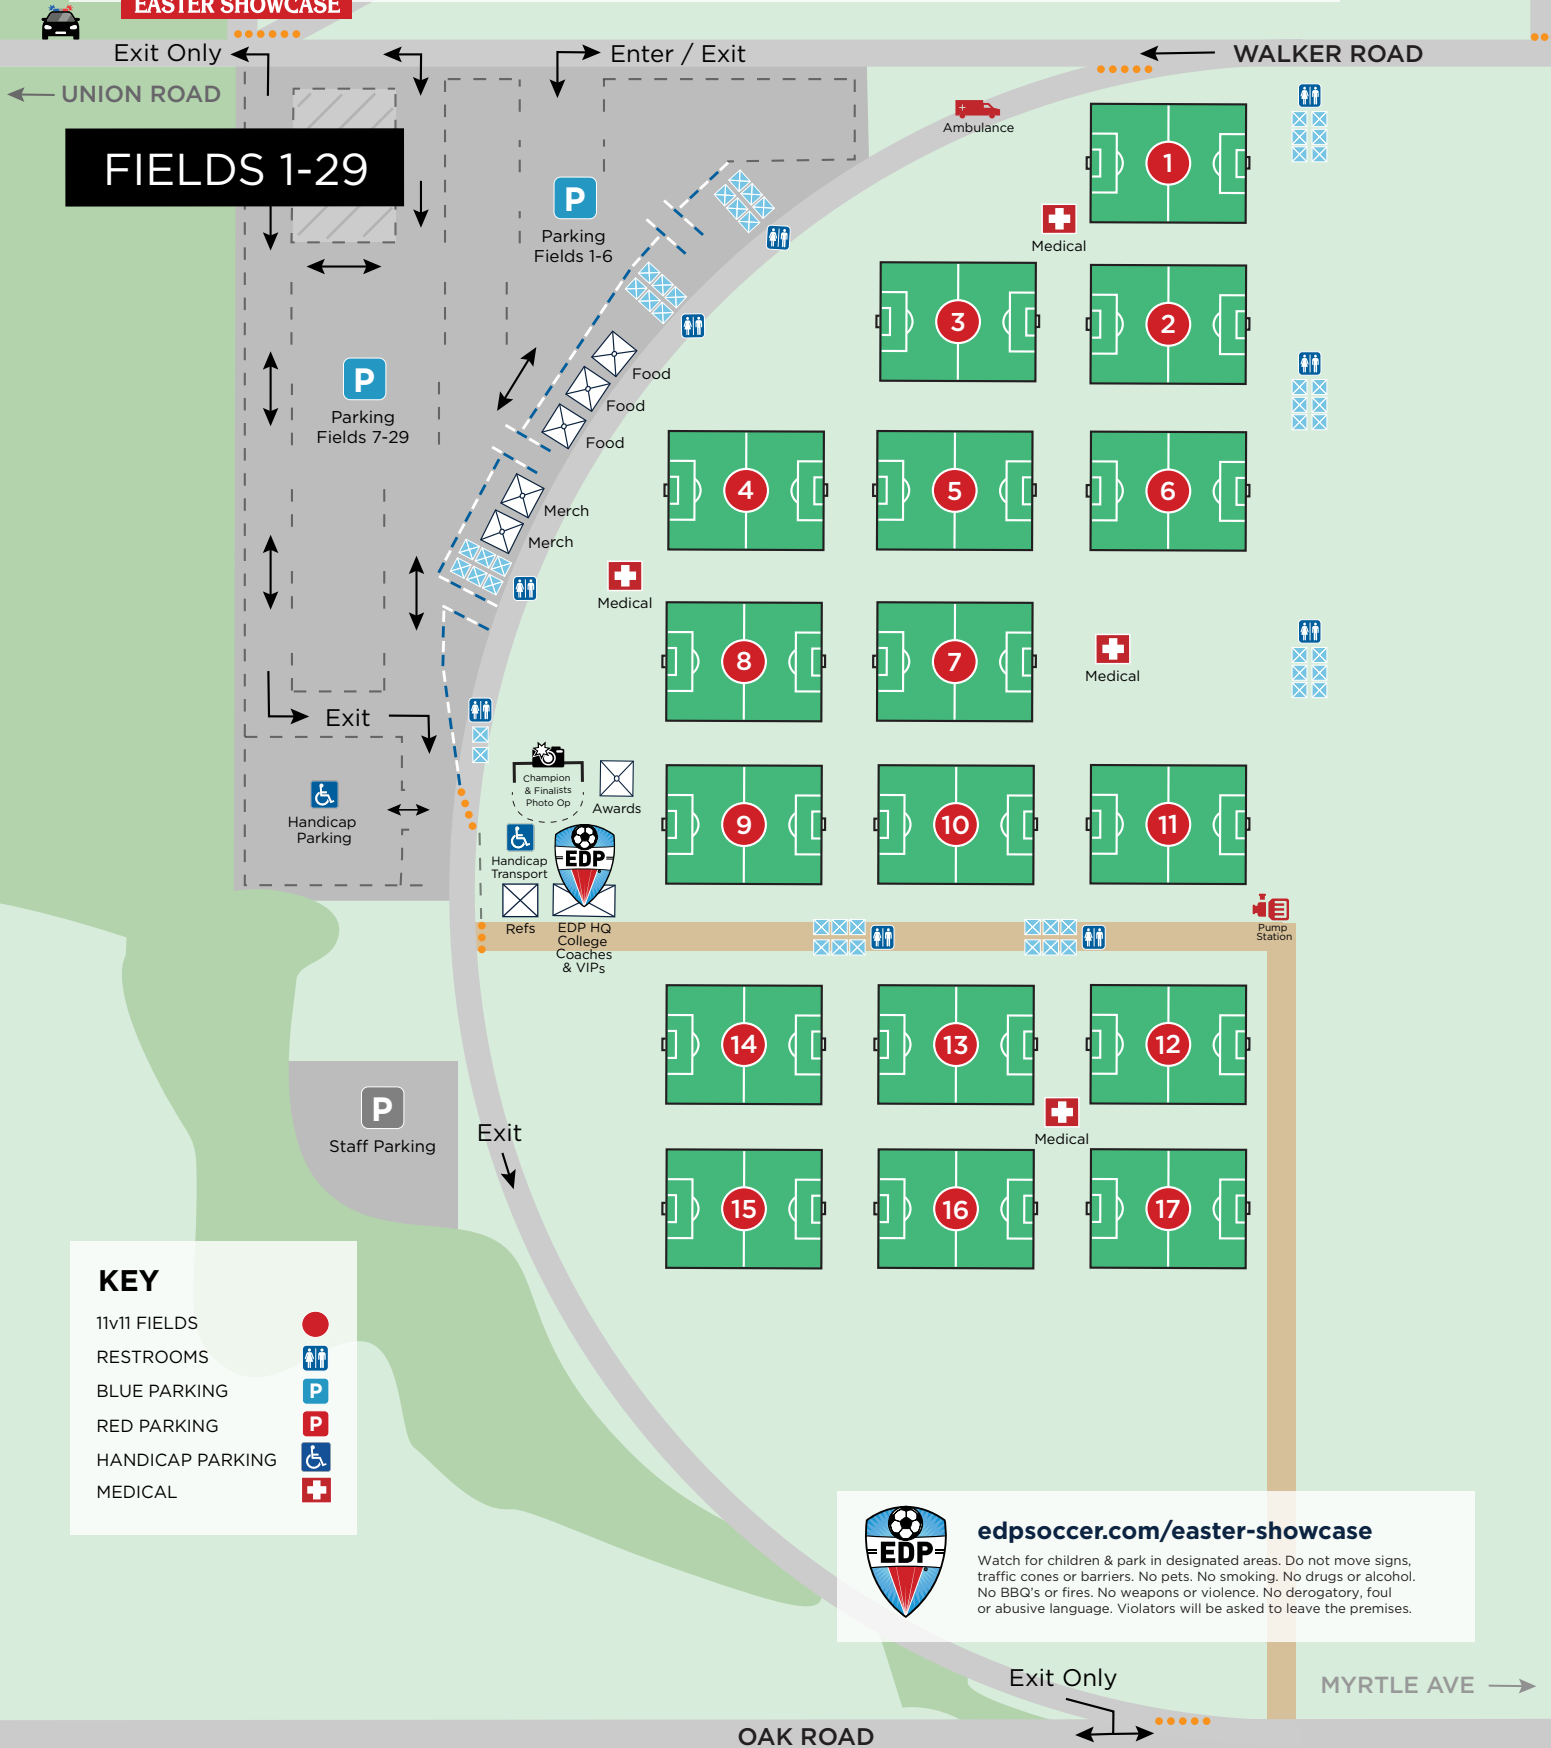 EASTER SHOWCASE
Exit Only
Enter / Exit
WALKER ROAD
UNION ROAD
FIELDS 1-29
Ambulance
1
P
Parking
Fields 1-6
Medical
3
2
P
Parking
Fields 7-29
Food
Food
Food
4
5
6
Merch
Merch
Medical
8
7
Medical
Exit
Champion
& Finalists
Photo Op
Awards
Handicap
Parking
9
10
11
Handicap
Transport
EDP
Refs
EDP HQ
College
Coaches
& VIPs
Pump
Station
14
13
12
P
Staff Parking
Exit
Medical
15
16
17
KEY
11v11 FIELDS
RESTROOMS
BLUE PARKING P
RED PARKING P
HANDICAP PARKING
MEDICAL
EDP
edpsoccer.com/easter-showcase
Watch for children & park in designated areas. Do not move signs,
traffic cones or barriers. No pets. No smoking. No drugs or alcohol.
No BBQ's or fires. No weapons or violence. No derogatory, foul
or abusive language. Violators will be asked to leave the premises.
Exit Only
MYRTLE AVE
OAK ROAD